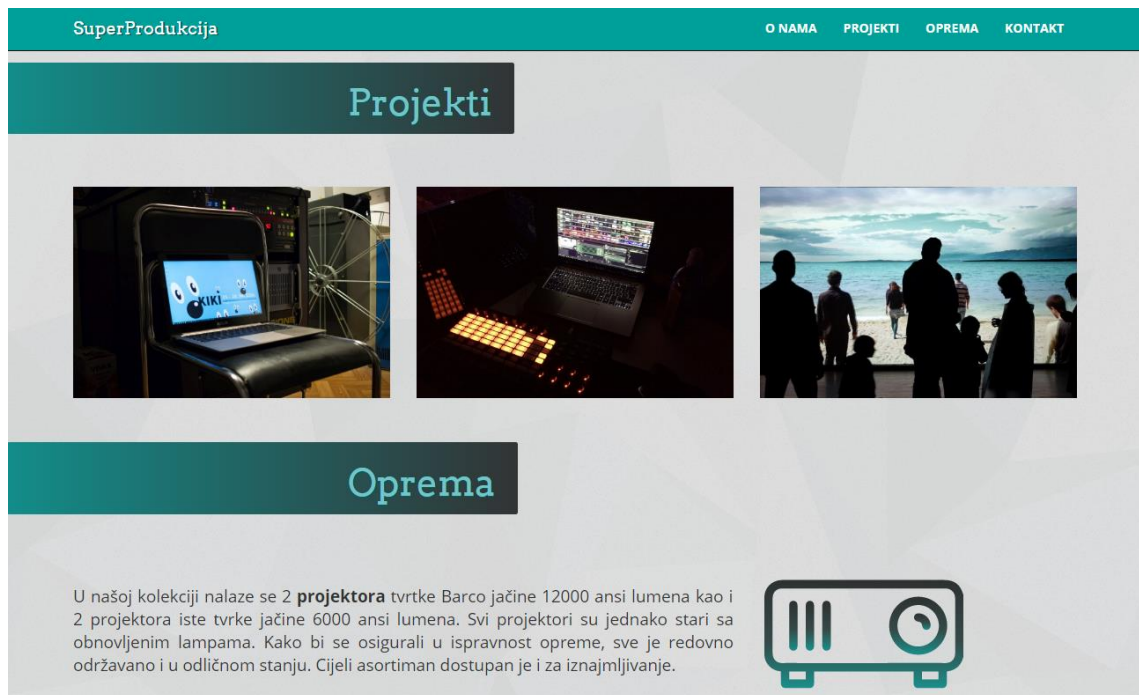 SuperProdukcija
O NAMA PROJEKTI OPREMA KONTAKT
Projekti
KIKI
Oprema
U našoj kolekciji nalaze se 2 projektora tvrtke Barco jačine 12000 ansi lumena kao i
2 projektora iste tvrke jačine 6000 ansi lumena. Svi projektori su jednako stari sa
obnovljenim lampama. Kako bi se osigurali u ispravnost opreme, sve je redovno
održavano i u odličnom stanju. Cijeli asortiman dostupan je i za iznajmljivanje.